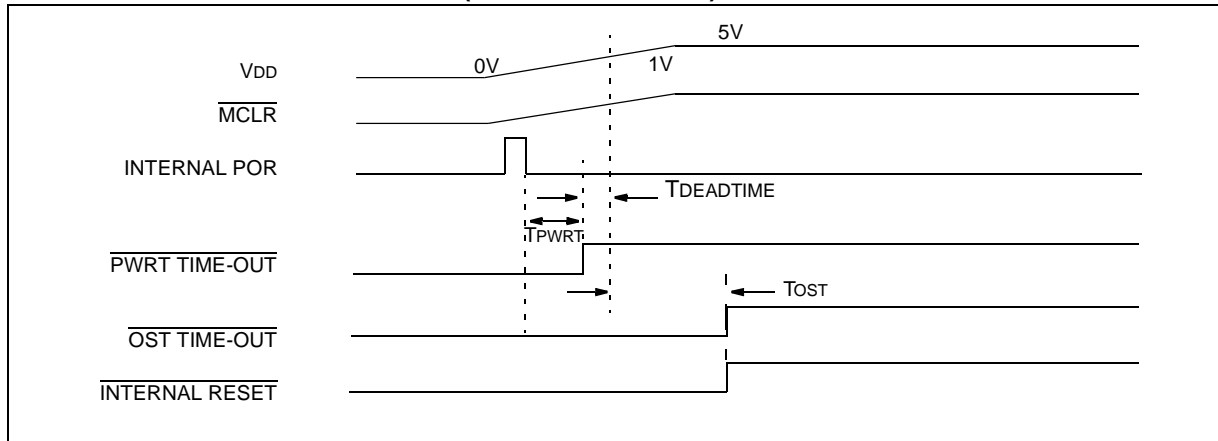 5V
0V
1V
VDD
MCLR
INTERNAL POR
TDEADTIME
TPWRT
PWRT TIME-OUT
TOST
OST TIME-OUT
INTERNAL RESET